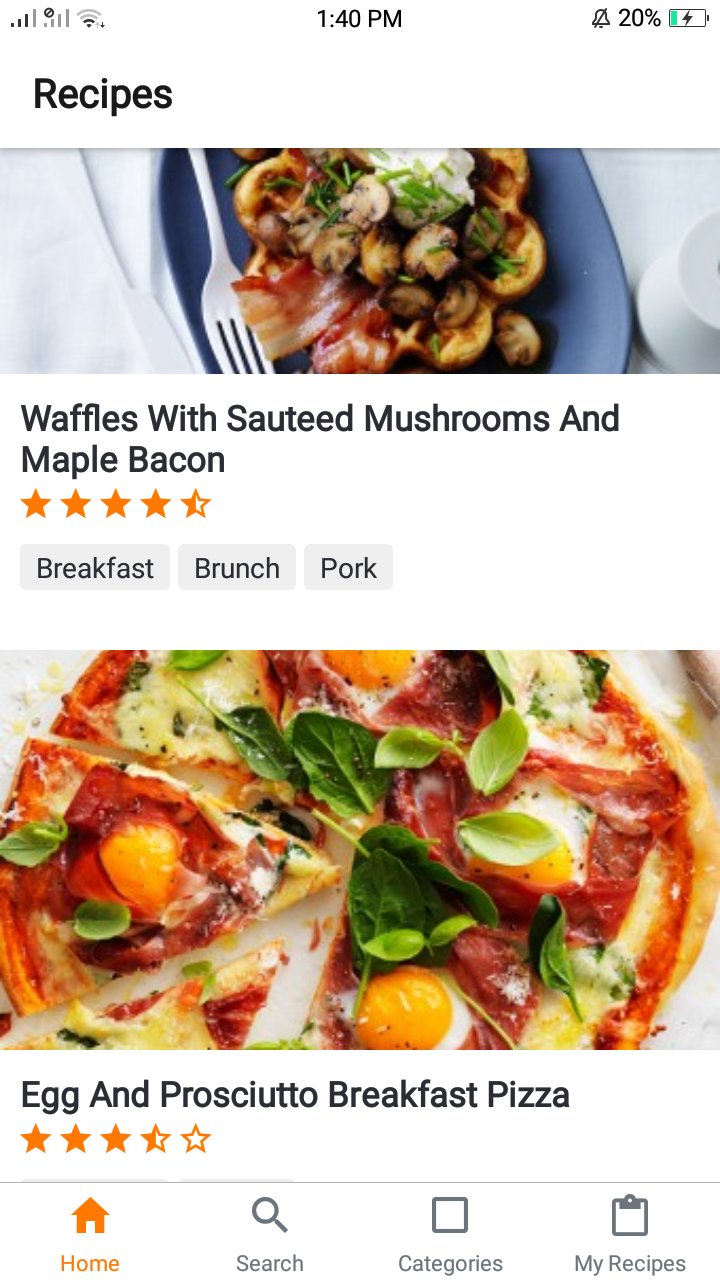 1:40 PM
20%
Recipes
Waffles With Sauteed Mushrooms And
Maple Bacon
Breakfast Brunch Pork
Egg And Prosciutto Breakfast Pizza
Home Search Categories My Recipes